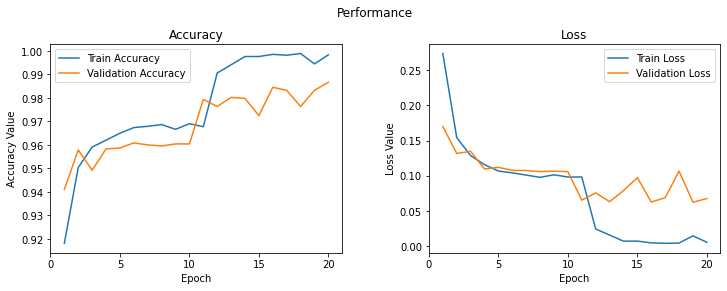 Performance
Accuracy
Train Accuracy
Validation Accuracy
1.00
0.99
0.98
0.97
0.96
0.95
0.94
0.93
0.92
Accuracy Value
0 5 10 15 20
Epoch
Loss
Train Loss
Validation Loss
0.25
0.20
0.15
0.10
0.05
0.00
Loss Value
0 5 10 15 20
Epoch